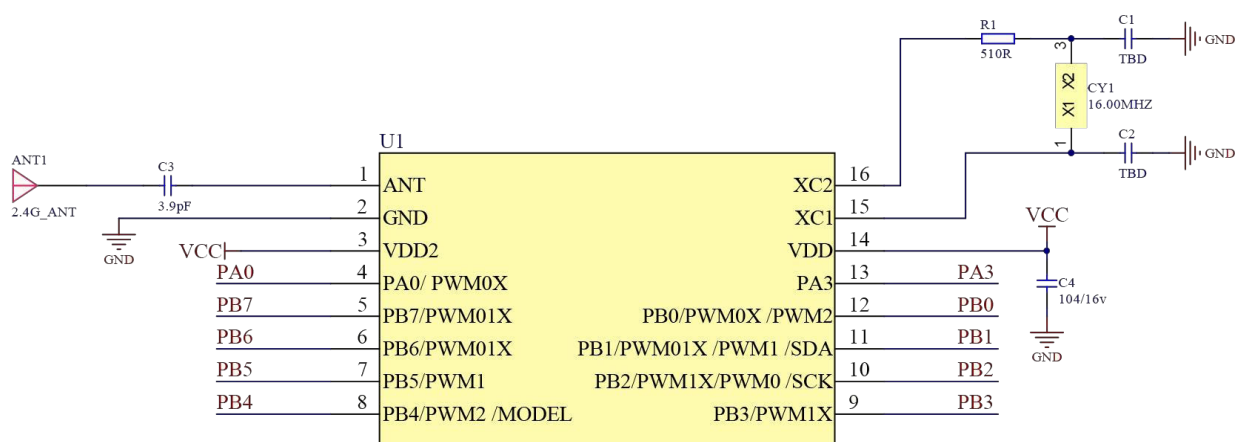 R1
510R
C1
TBD
GND
3
X1 X2
CY1
16.00MHZ
1
C2
TBD
GND
U1
ANT1
2.4G_ANT
C3
3.9pF
1
ANT
XC2
16
2
GND
XC1
15
GND
VCC
3
VDD2
VDD
14
VCC
PA0
4
PA0/ PWM0X
PA3
13
PA3
C4
104/16v
GND
PB7
5
PB7/PWM01X
PB0/PWM0X /PWM2
12
PB0
PB6
6
PB6/PWM01X
PB1/PWM01X /PWM1 /SDA
11
PB1
PB5
7
PB5/PWM1
PB2/PWM1X/PWM0 /SCK
10
PB2
PB4
8
PB4/PWM2 /MODEL
PB3/PWM1X
9
PB3